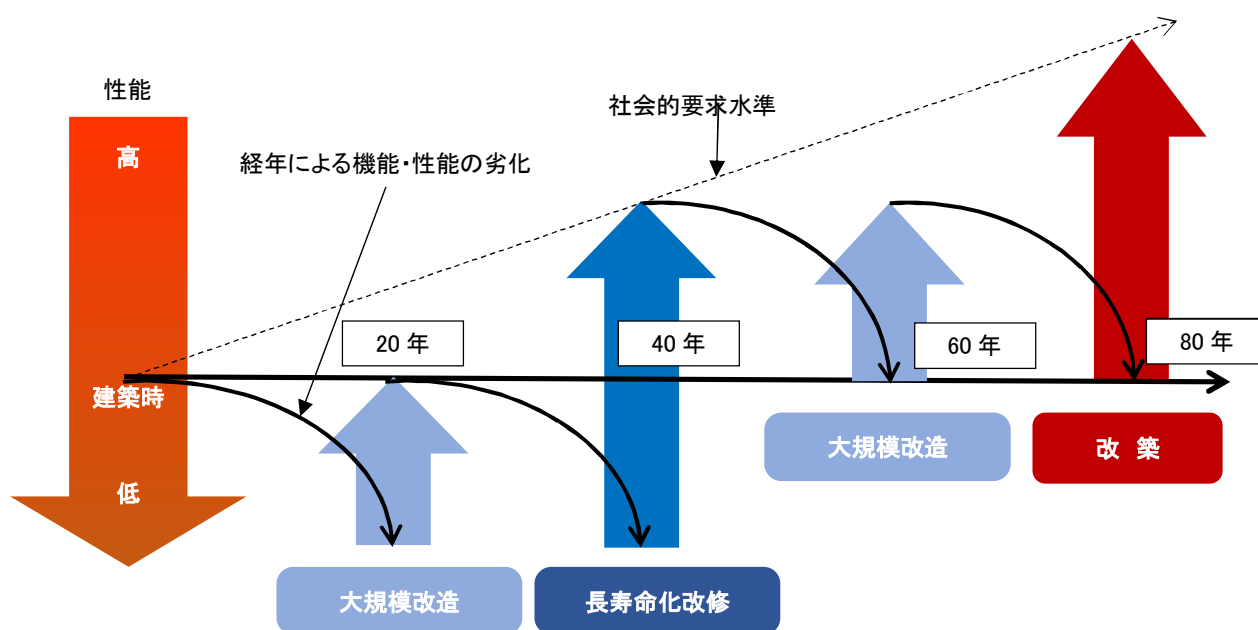 性能
高
建築時
低
経年による機能・性能の劣化
社会的要求水準
20 年
40 年
60 年
80 年
大規模改造
長寿命化改修
大規模改造
改 築